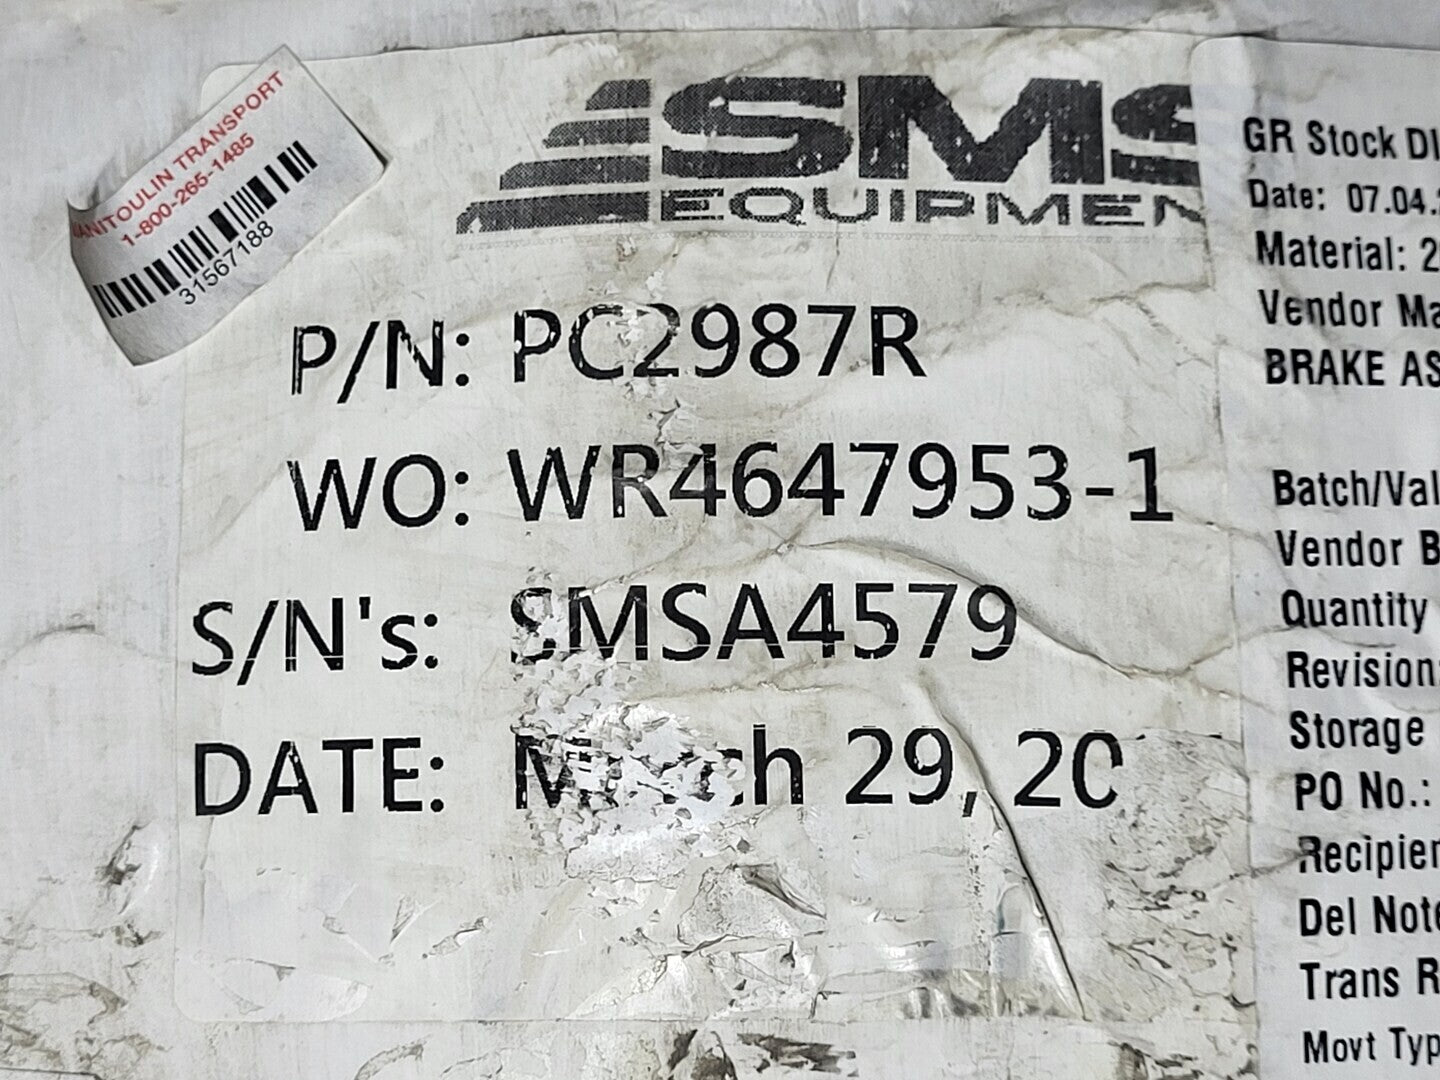 MANITOULIN TRANSPORT
1-800-265-1485
31567188
SMS
EQUIPMEN
P/N: PC2987R
WO: WR4647953-1
S/N's: SMSA4579
DATE: March 29, 20
GR Stock
Date: 07.04.
Material: 2
Vendor Ma
BRAKE AS
Batch/Val
Vendor B
Quantity
Revision:
Storage
PO No.:
Recipien
Del Note
Trans R
Movt Typ